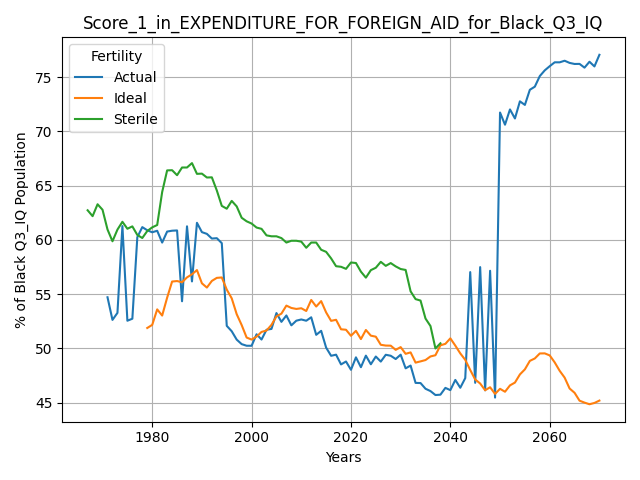 Score_1_in_EXPENDITURE_FOR_FOREIGN_AID_for_Black_Q3_IQ
Fertility
Actual
Ideal
Sterile
% of Black Q3_IQ Population
75
70
65
60
55
50
45
1980
2000
2020
2040
2060
Years